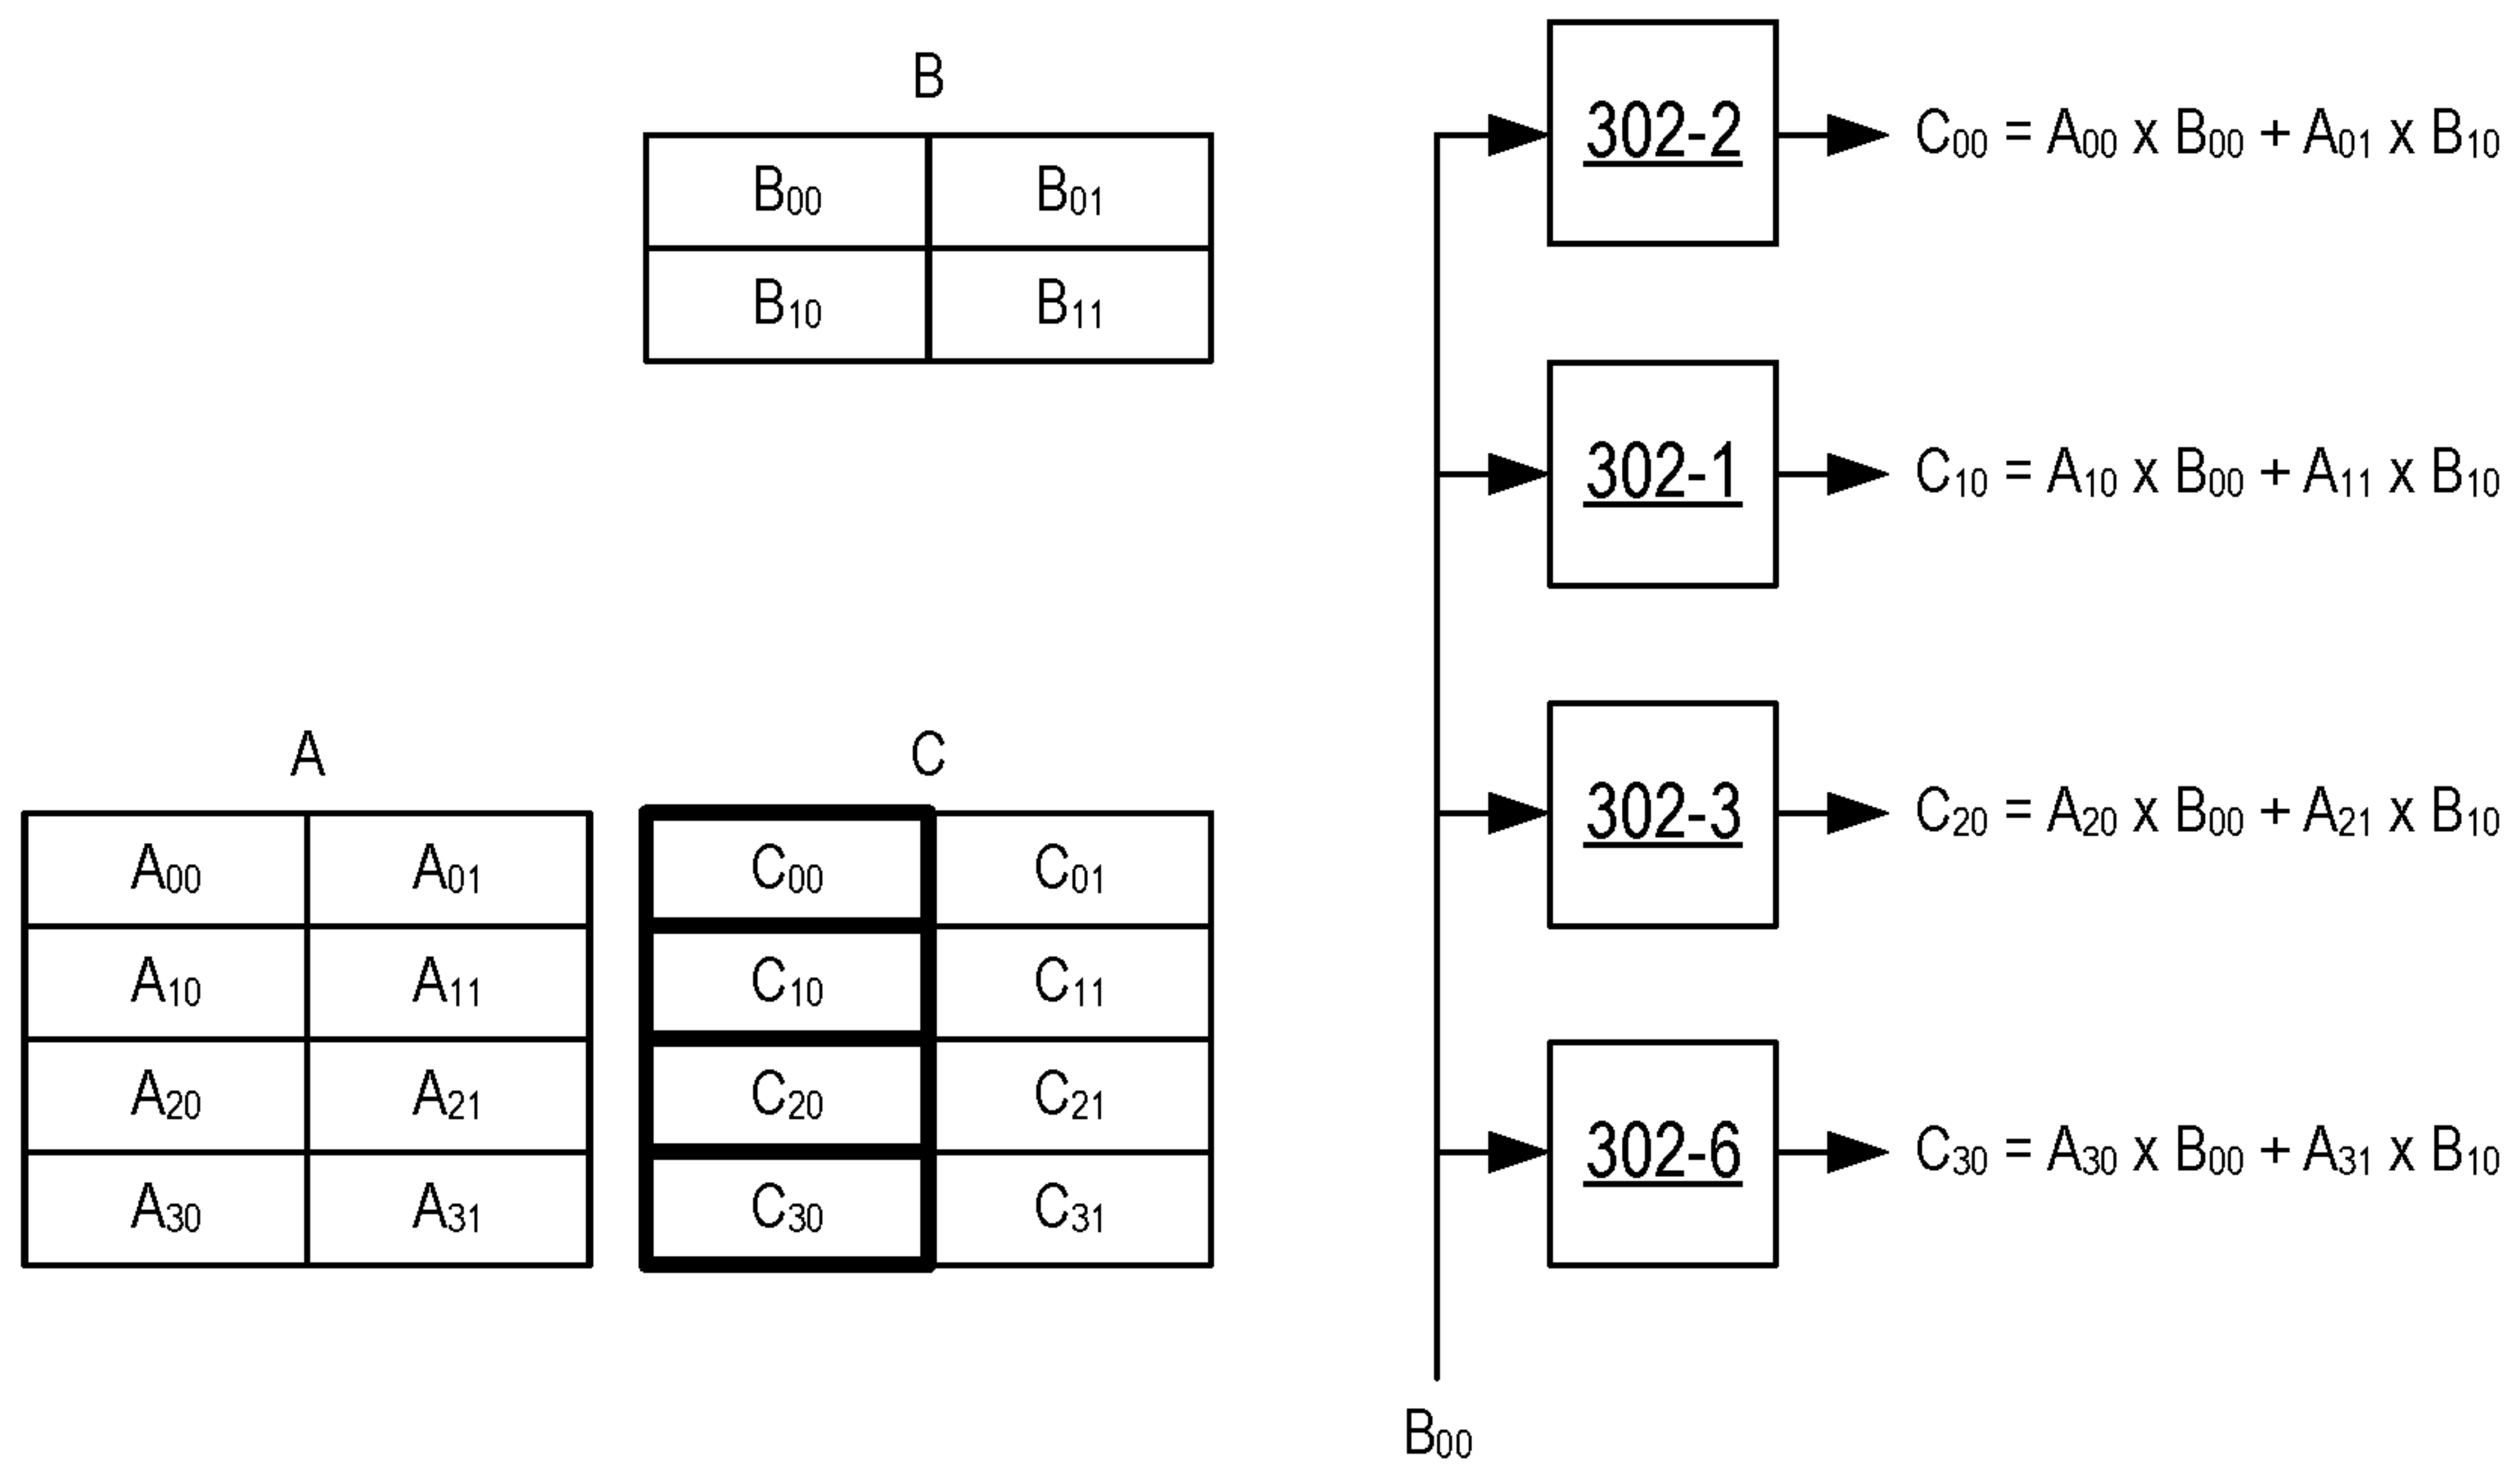 B
B00 B01
B10 B11
A
A00 A01
A10 A11
A20 A21
A30 A31
C
C00 C01
C10 C11
C20 C21
C30 C31
302-2 C00 = A00 x B00 + A01 x B10
302-1 C10 = A10 x B00 + A11 x B10
302-3 C20 = A20 x B00 + A21 x B10
302-6 C30 = A30 x B00 + A31 x B10
B00